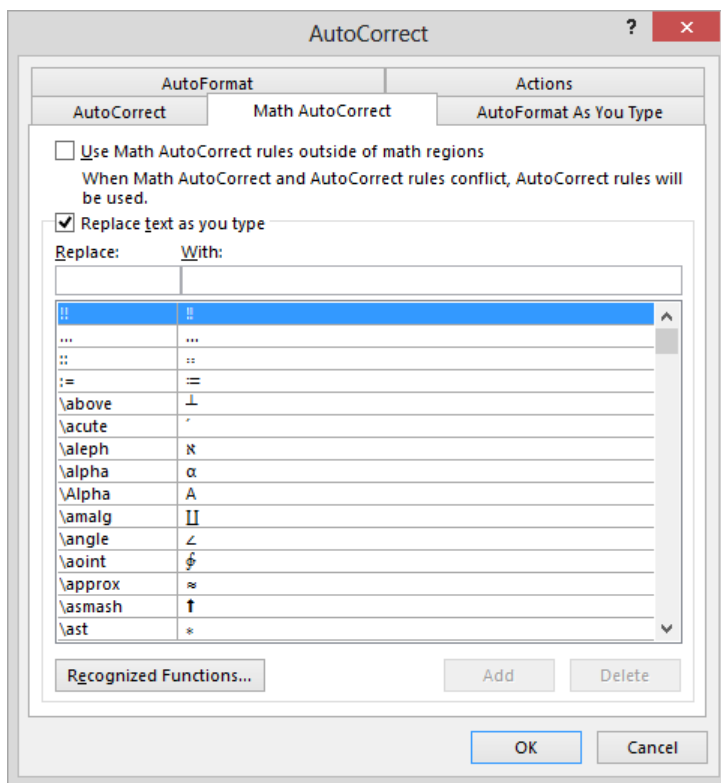 AutoCorrect
?
AutoFormat Actions
AutoCorrect Math AutoCorrect AutoFormat As You Type
Use Math AutoCorrect rules outside of math regions
When Math AutoCorrect and AutoCorrect rules conflict, AutoCorrect rules will
be used.
Replace text as you type
Replace: With:
!! ‼
... …
:: ∷
:= ≔
\above ┴
\acute ́
\aleph ℵ
\alpha α
\Alpha Α
\amalg ∐
\angle ∠
\aoint ∳
\approx ≈
\asmash ⬆
\ast ∗
Recognized Functions... Add Delete
OK Cancel